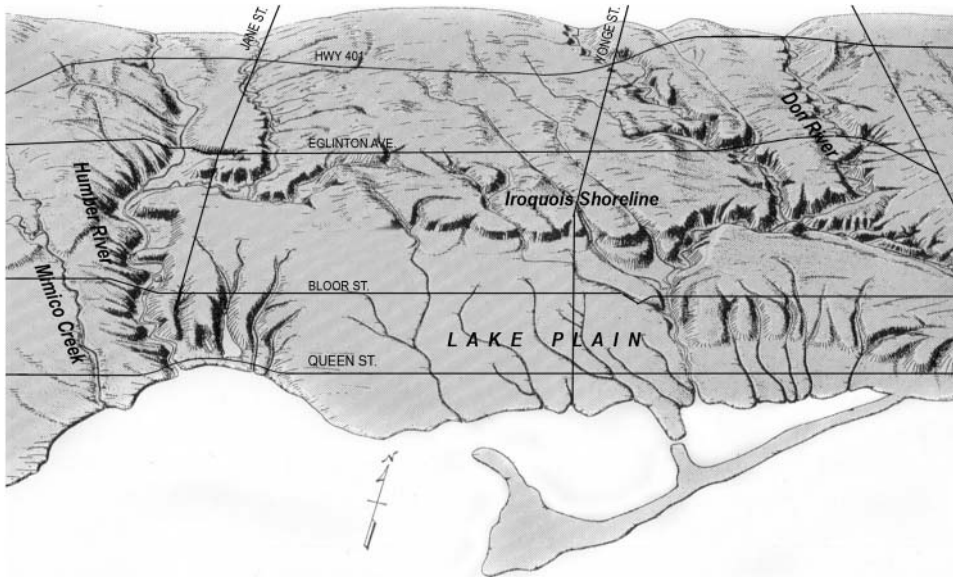 JANE ST.
YONGE ST.
HWY 401
Don River
EGLINTON AVE.
Humber River
Iroquois Shoreline
Mimico Creek
BLOOR ST.
LAKE PLAIN
QUEEN ST.
N